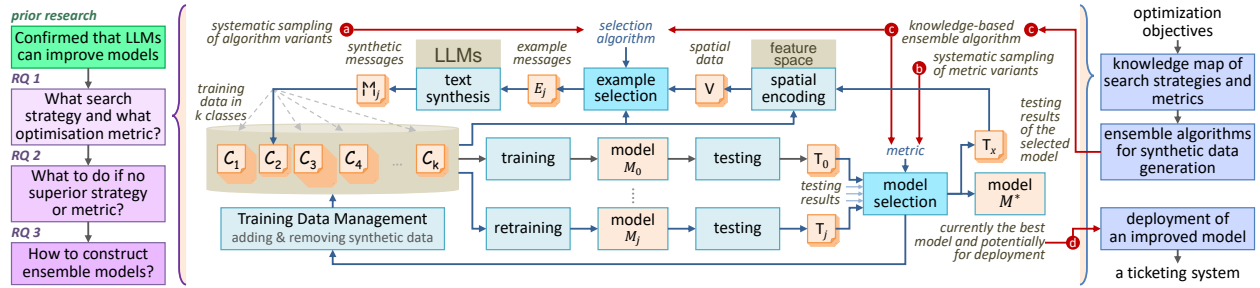 prior research
Confirmed that LLMs
can improve models
RQ 1
What search
strategy and what
optimisation metric?
RQ 2
What to do if no
superior strategy
or metric?
RQ 3
How to construct
ensemble models?
systematic sampling
of algorithm variants
a
selection
algorithm
c
knowledge-based
ensemble algorithm
c
b
systematic sampling
of metric variants
synthetic
messages
LLMs
text
synthesis
example
messages
example
selection
spatial
data
feature
space
spatial
encoding
M_j
E_j
V
training
data in
k classes
C_1
C_2
C_3
C_4
...
C_k
training
model
M_0
testing
T_0
metric
T_x
testing
results
of the
selected
model
testing
results
model
selection
model
M*
Training Data Management
adding & removing synthetic data
retraining
model
M_j
testing
T_j
currently the best
model and potentially
for deployment
d
optimization
objectives
knowledge map of
search strategies and
metrics
ensemble algorithms
for synthetic data
generation
deployment of
an improved model
a ticketing system